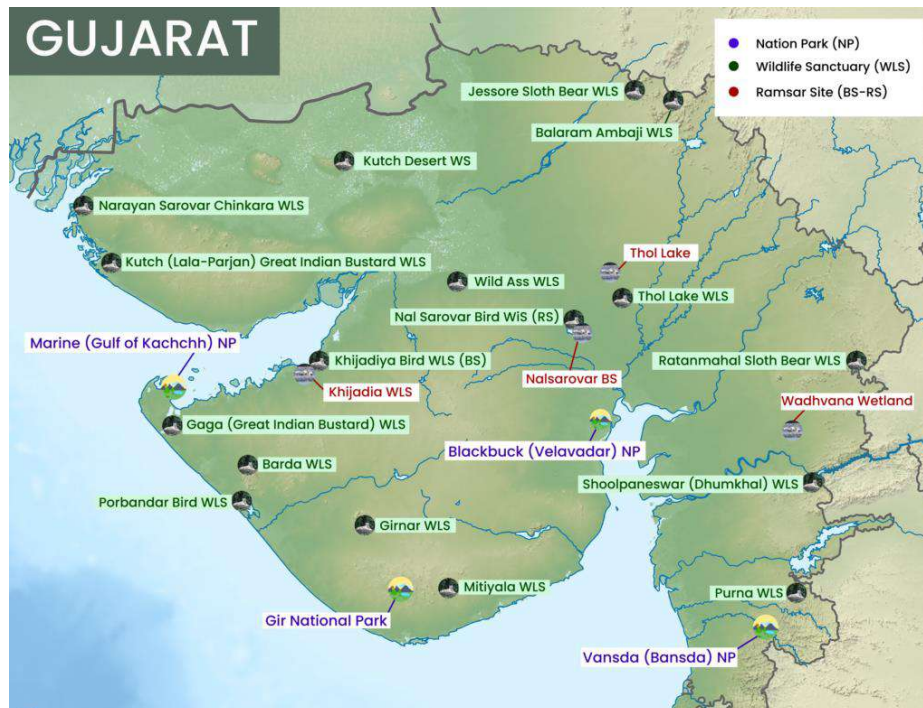 GUJARAT
Nation Park (NP)
Wildlife Sanctuary (WLS)
Ramsar Site (BS-RS)
Jessore Sloth Bear WLS
Balaram Ambaji WLS
Kutch Desert WS
Narayan Sarovar Chinkara WLS
Kutch (Lala-Parjan) Great Indian Bustard WLS
Thol Lake
Wild Ass WLS
Thol Lake WLS
Nal Sarovar Bird WiS (RS)
Marine (Gulf of Kachchh) NP
Khijadiya Bird WLS (BS)
Ratanmahal Sloth Bear WLS
Nalsarovar BS
Khijadia WLS
Wadhvana Wetland
Gaga (Great Indian Bustard) WLS
Blackbuck (Velavadar) NP
Barda WLS
Shoolpaneswar (Dhumkhal) WLS
Porbandar Bird WLS
Girnar WLS
Mitiyala WLS
Purna WLS
Gir National Park
Vansda (Bansda) NP